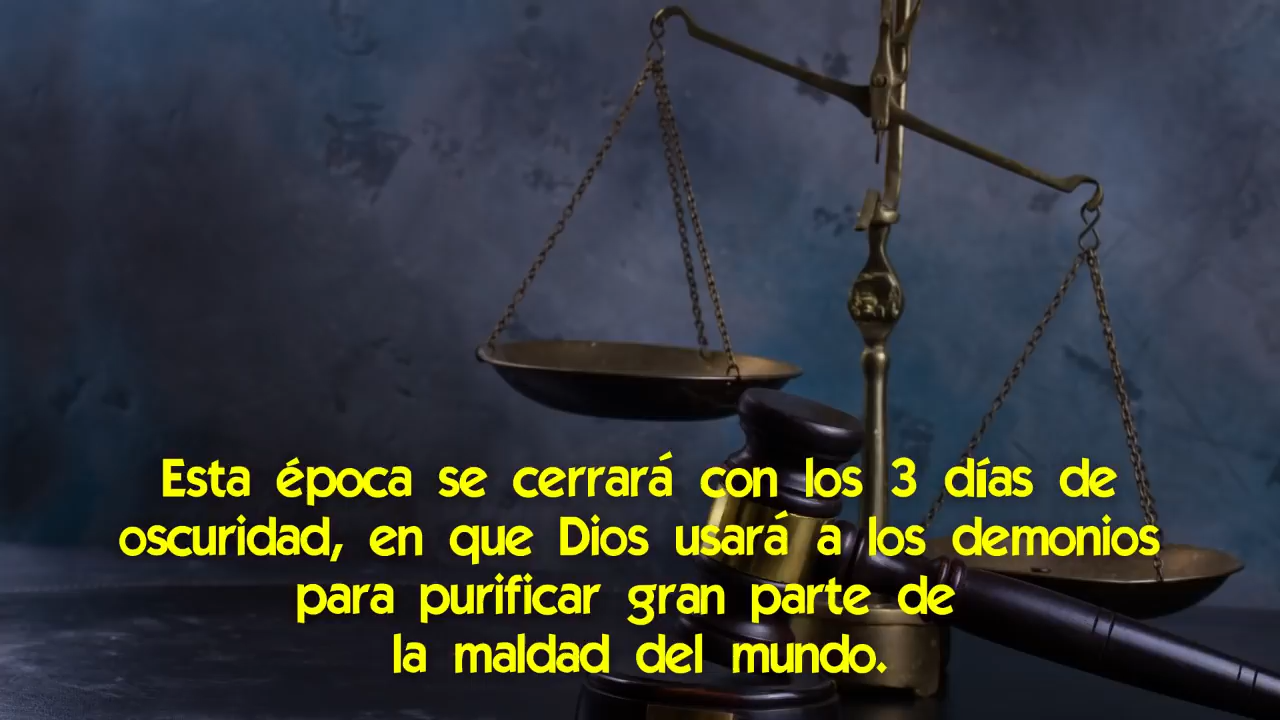 Esta época se cerrará con los 3 días de
oscuridad, en que Dios usará a los demonios
para purificar gran parte de
la maldad del mundo.